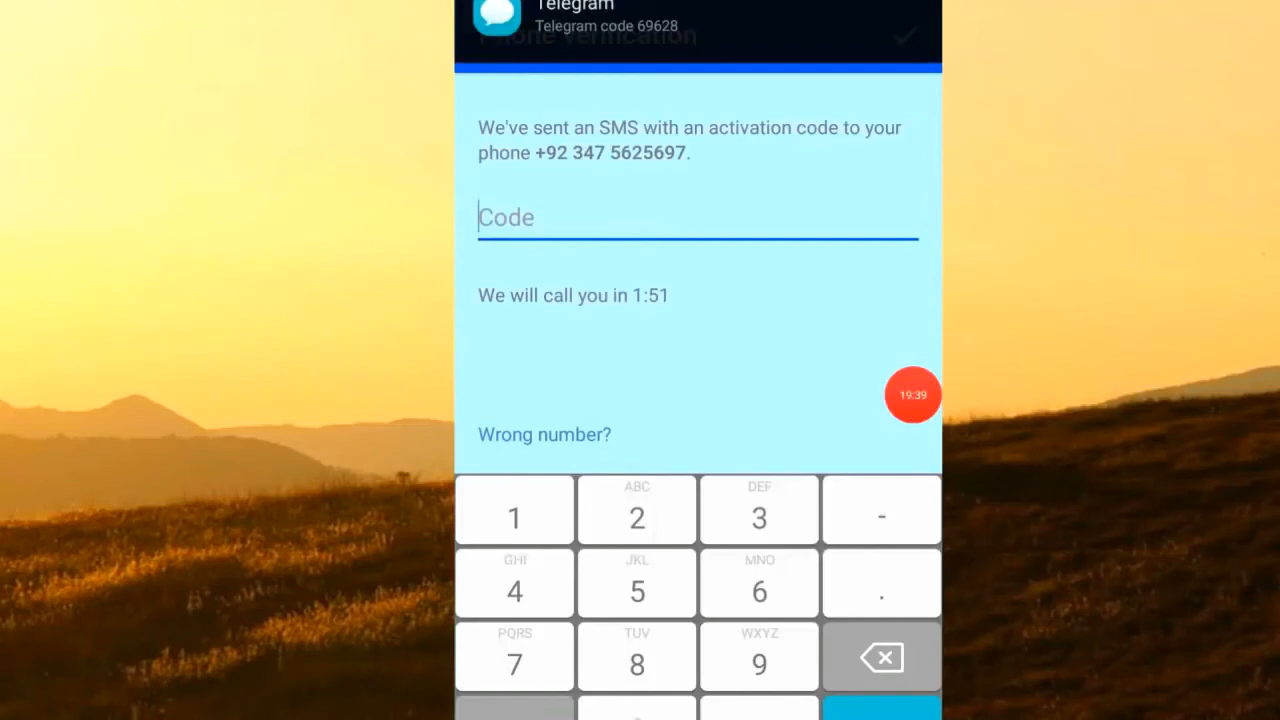 Telegram
Telegram code 69628
Phone verification
We've sent an SMS with an activation code to your
phone +92 347 5625697.
Code
We will call you in 1:51
19:39
Wrong number?
1
ABC
2
DEF
3
-
GHI
4
JKL
5
MNO
6
.
PQRS
7
TUV
8
WXYZ
9